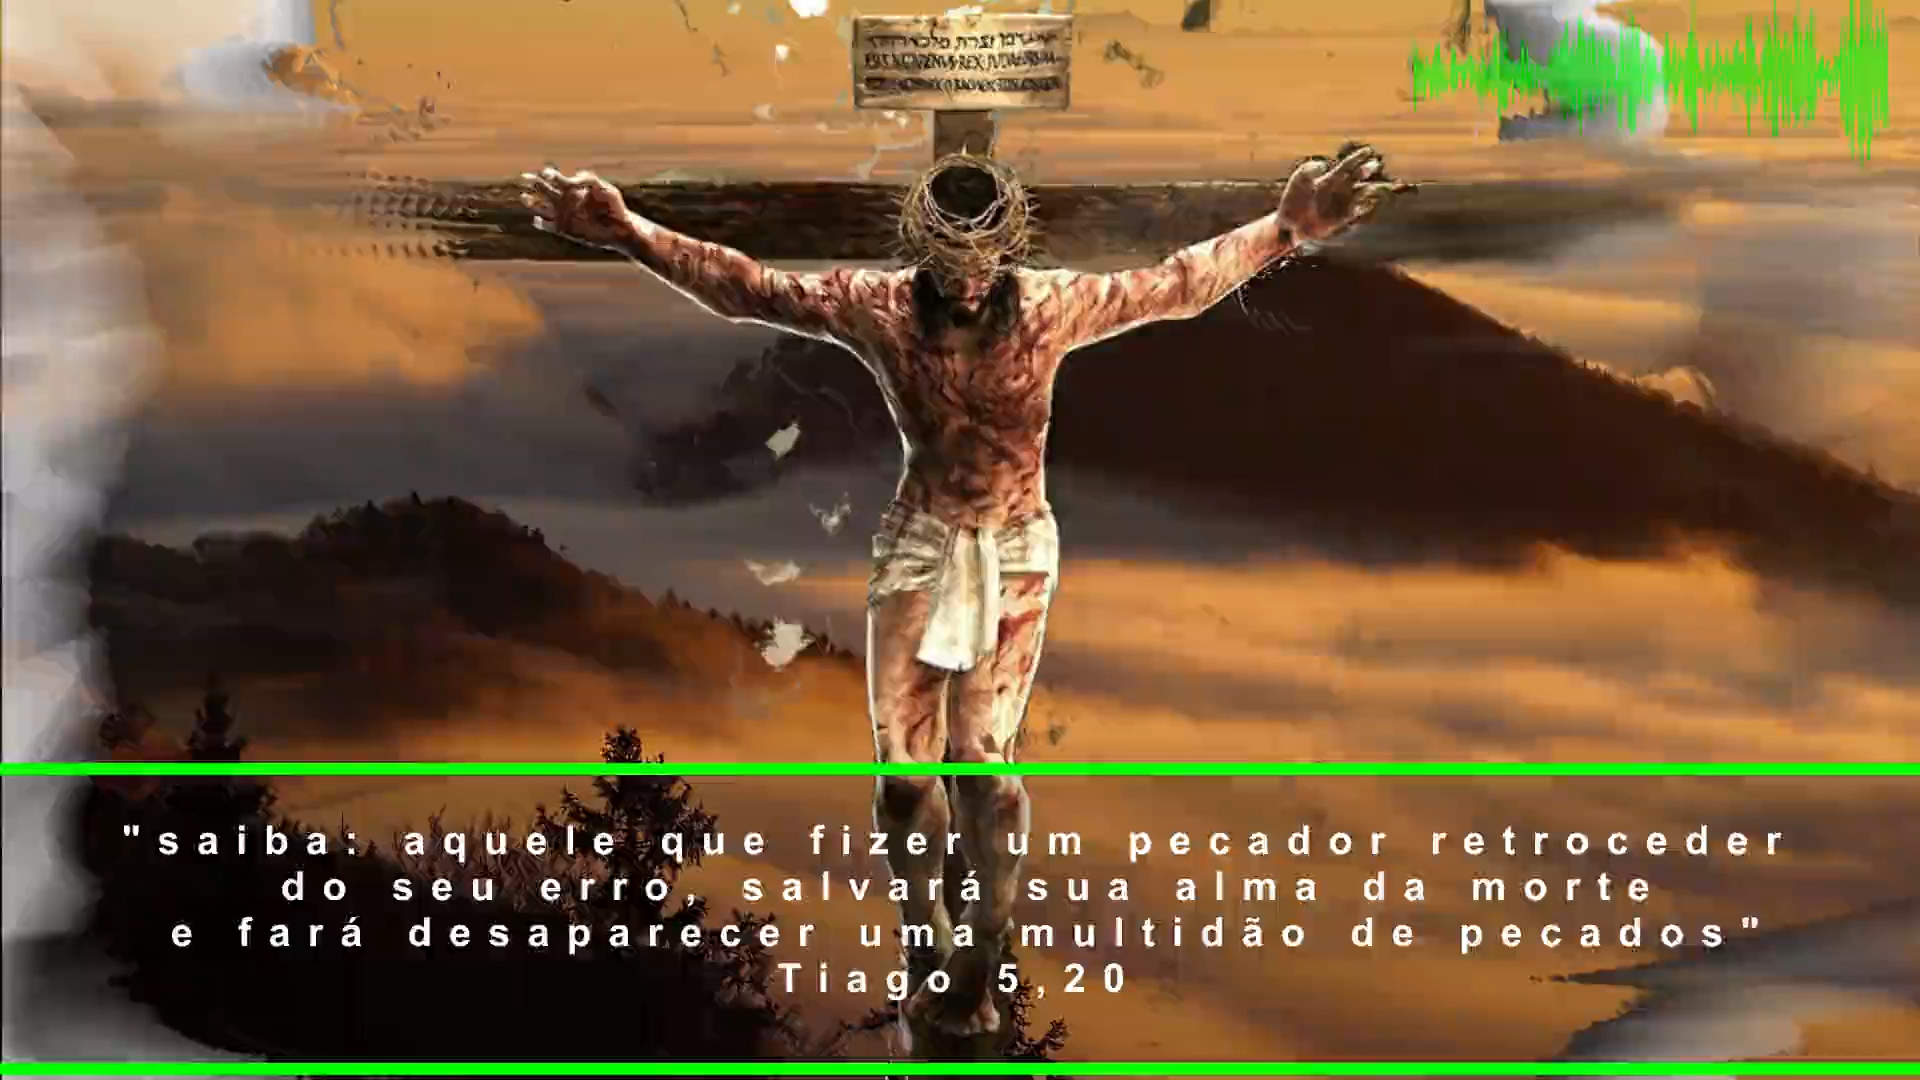 "saiba: aquele que fizer um pecador retroceder
do seu erro, salvará sua alma da morte
e fará desaparecer uma multidão de pecados"
Tiago 5,20